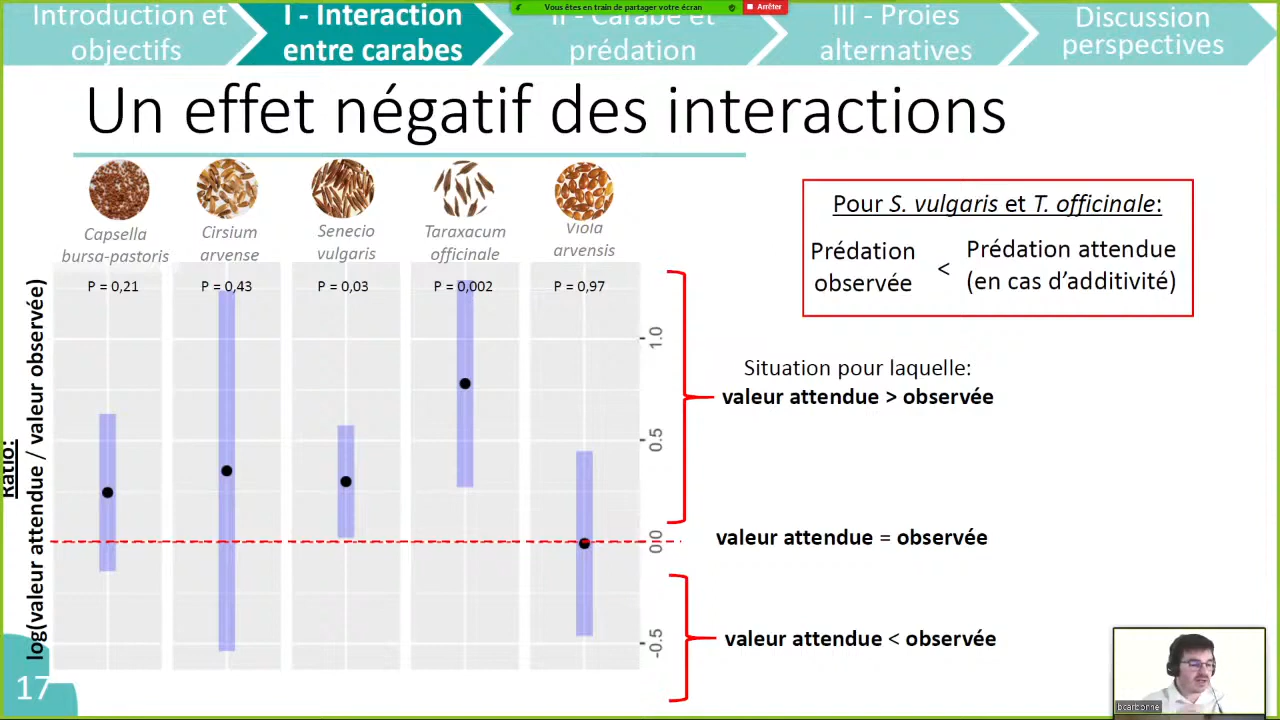 Vous êtes en train de partager votre écran
Arrêter
Introduction et
objectifs
I - Interaction
entre carabes
II - Carabe et
prédation
III - Proies
alternatives
Discussion
perspectives
Un effet négatif des interactions
Capsella
bursa-pastoris
Cirsium
arvense
Senecio
vulgaris
Taraxacum
officinale
Viola
arvensis
P = 0,21
P = 0,43
P = 0,03
P = 0,002
P = 0,97
Ratio:
log(valeur attendue / valeur observée)
1.0
0.5
0.0
-0.5
Pour S. vulgaris et T. officinale:
Prédation
observée
<
Prédation attendue
(en cas d'additivité)
Situation pour laquelle:
valeur attendue > observée
valeur attendue = observée
valeur attendue < observée
17
bcarbonne